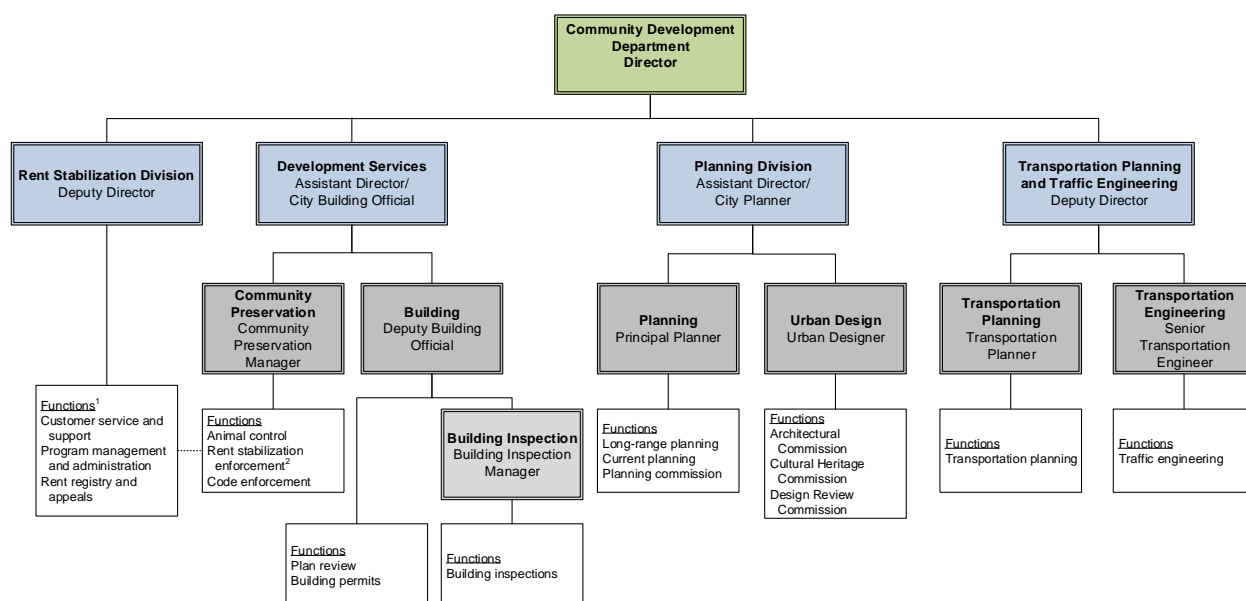 Community Development
Department
Director
Rent Stabilization Division
Deputy Director
Development Services
Assistant Director/
City Building Official
Planning Division
Assistant Director/
City Planner
Transportation Planning
and Traffic Engineering
Deputy Director
Community
Preservation
Community
Preservation
Manager
Building
Deputy Building
Official
Planning
Principal Planner
Urban Design
Urban Designer
Transportation
Planning
Transportation
Planner
Transportation
Engineering
Senior
Transportation
Engineer
Functions¹
Customer service and
support
Program management
and administration
Rent registry and
appeals
Functions
Animal control
Rent stabilization
enforcement²
Code enforcement
Building Inspection
Building Inspection
Manager
Functions
Long-range planning
Current planning
Planning commission
Functions
Architectural
Commission
Cultural Heritage
Commission
Design Review
Commission
Functions
Transportation planning
Functions
Traffic engineering
Functions
Plan review
Building permits
Functions
Building inspections